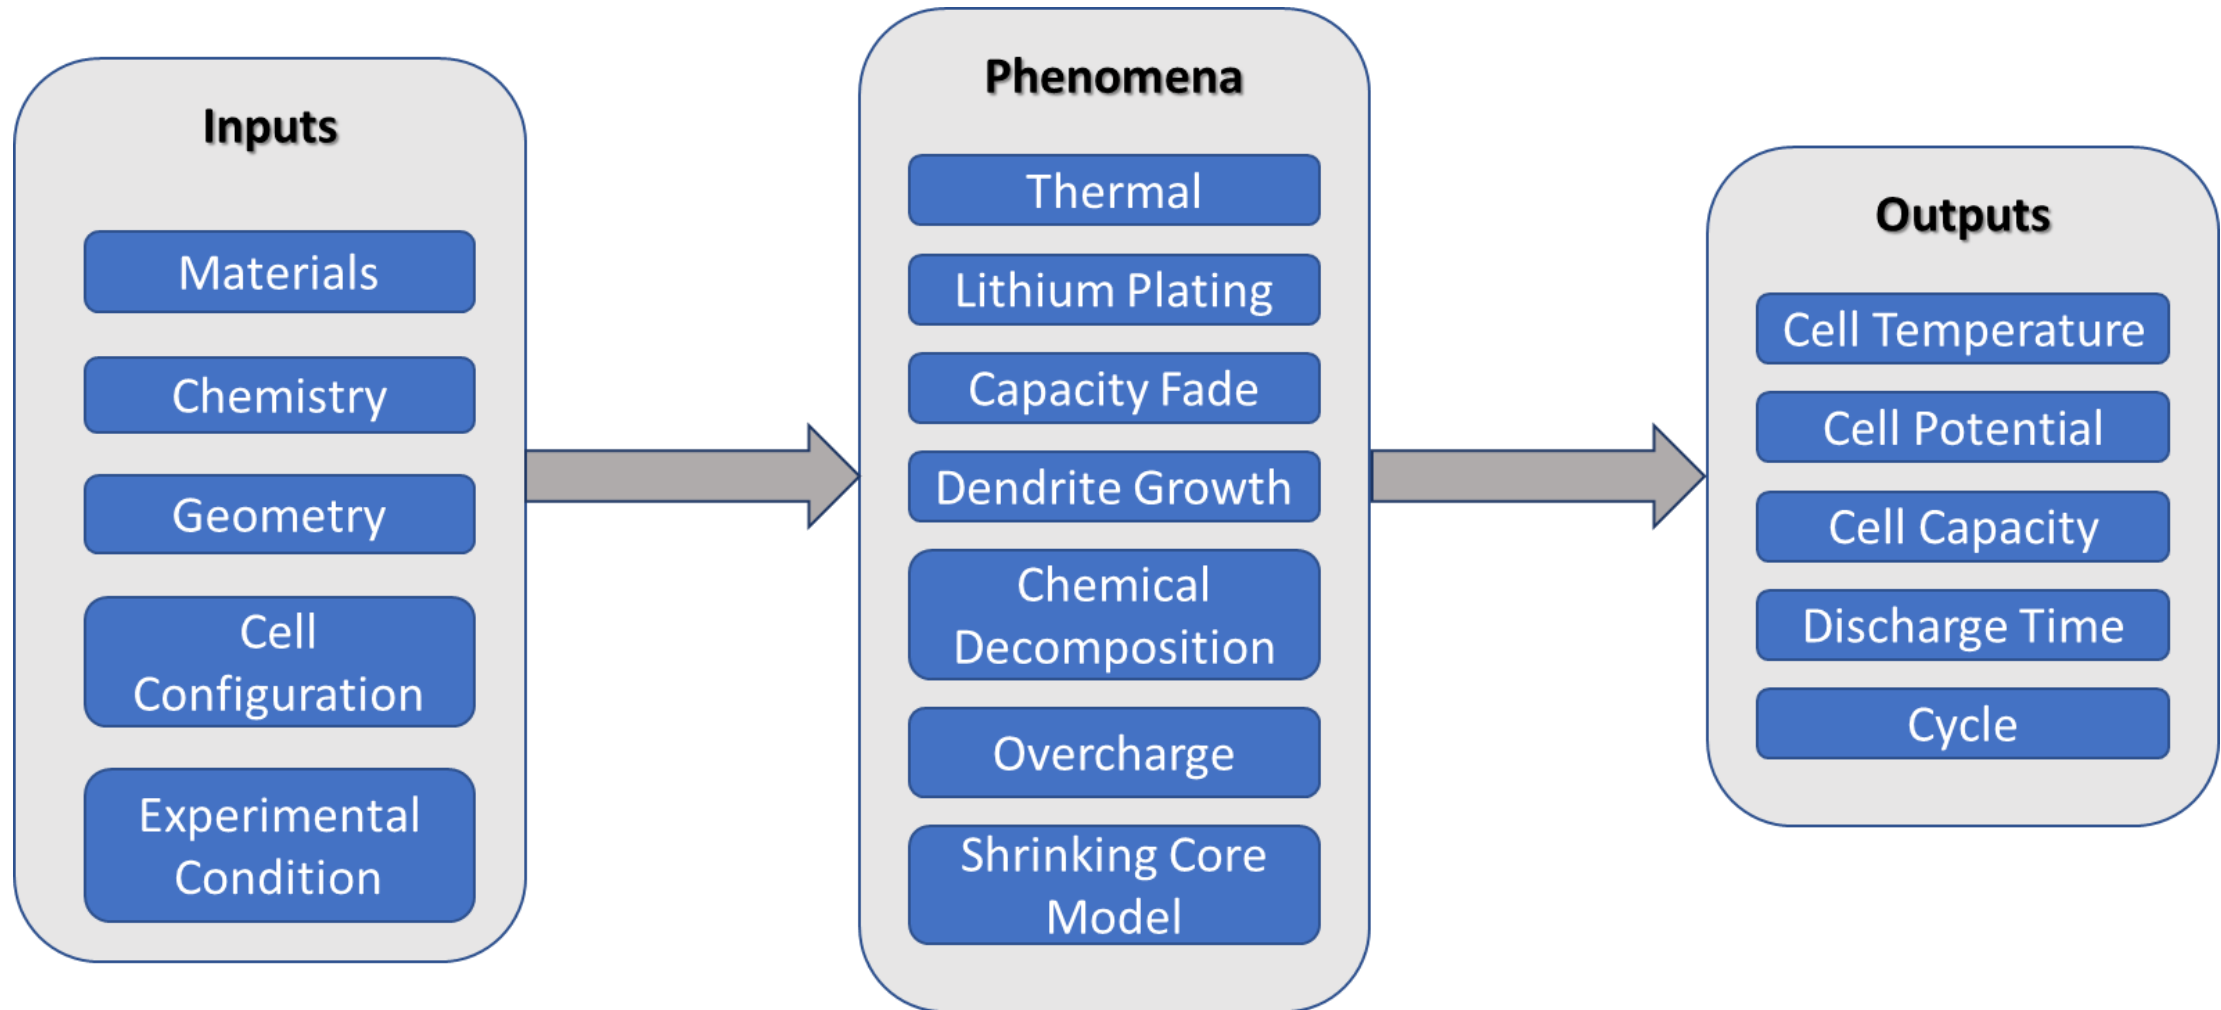 Inputs
Materials
Chemistry
Geometry
Cell
Configuration
Experimental
Condition
Phenomena
Thermal
Lithium Plating
Capacity Fade
Dendrite Growth
Chemical
Decomposition
Overcharge
Shrinking Core
Model
Outputs
Cell Temperature
Cell Potential
Cell Capacity
Discharge Time
Cycle